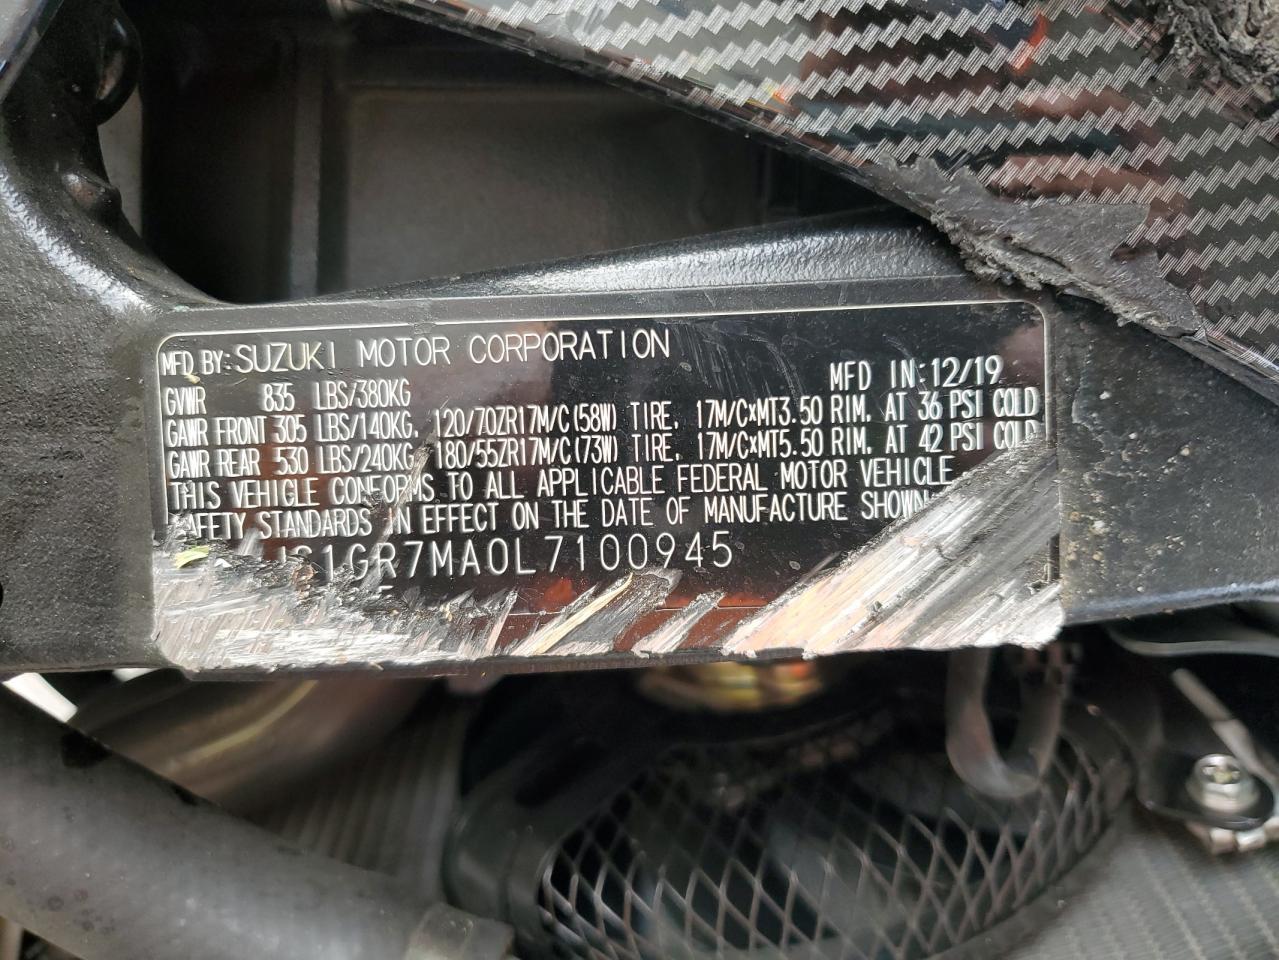 MFD BY: SUZUKI MOTOR CORPORATION
MFD IN: 12/19
GVWR 835 LBS/380KG
GAWR FRONT 305 LBS/140KG. 120/70ZR17M/C(58W) TIRE. 17M/C×MT3.50 RIM. AT 36 PSI COLD
GAWR REAR 530 LBS/240KG 180/55ZR17M/C(73W) TIRE. 17M/C×MT5.50 RIM. AT 42 PSI COLD
THIS VEHICLE CONFORMS TO ALL APPLICABLE FEDERAL MOTOR VEHICLE
SAFETY STANDARDS IN EFFECT ON THE DATE OF MANUFACTURE SHOWN
JS1GR7MA0L7100945